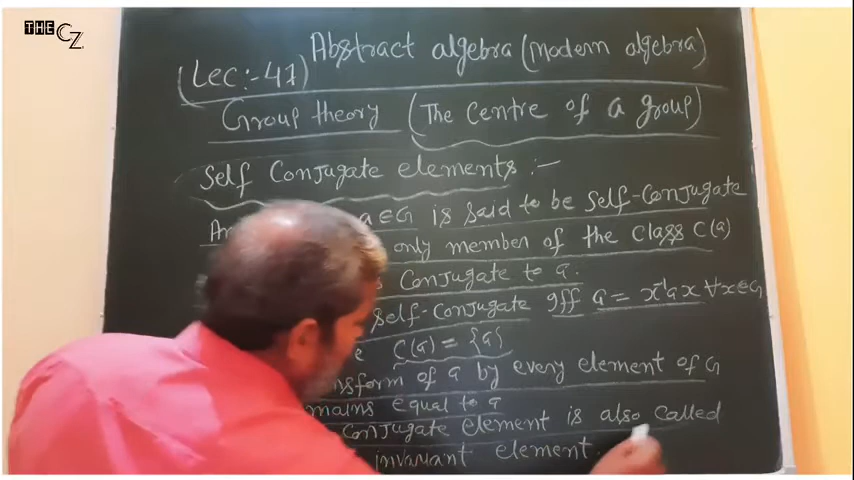 THE CZ
Abstract algebra (Modern algebra)
(Lec:-41)
Group theory (The Centre of a group)
Self Conjugate elements :-
a∈G is said to be Self-Conjugate
only member of the Class C(a)
Conjugate to a.
self-Conjugate iff a = x⁻¹ax ∀x∈G
C(a) = {a}
of a by every element of G
equal to a
Conjugate element is also called
invariant element.